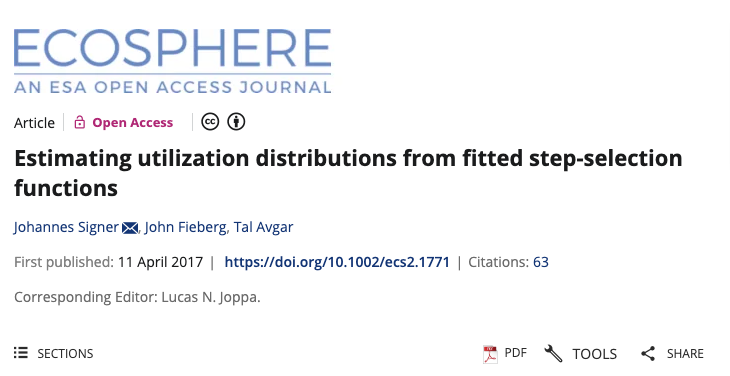 ECOSPHERE
AN ESA OPEN ACCESS JOURNAL
Article Open Access cc
Estimating utilization distributions from fitted step-selection
functions
Johannes Signer, John Fieberg, Tal Avgar
First published: 11 April 2017 | https://doi.org/10.1002/ecs2.1771 | Citations: 63
Corresponding Editor: Lucas N. Joppa.
SECTIONS PDF TOOLS SHARE